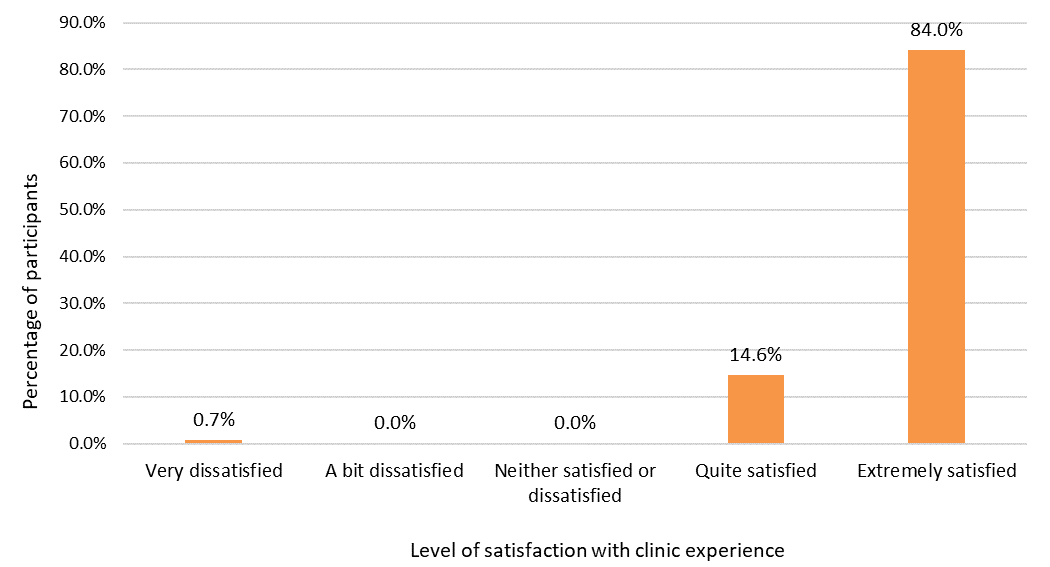 90.0%
84.0%
80.0%
70.0%
60.0%
50.0%
40.0%
30.0%
20.0%
14.6%
10.0%
0.7%
0.0%
0.0%
0.0%
Percentage of participants
Very dissatisfied
A bit dissatisfied
Neither satisfied or
dissatisfied
Quite satisfied
Extremely satisfied
Level of satisfaction with clinic experience